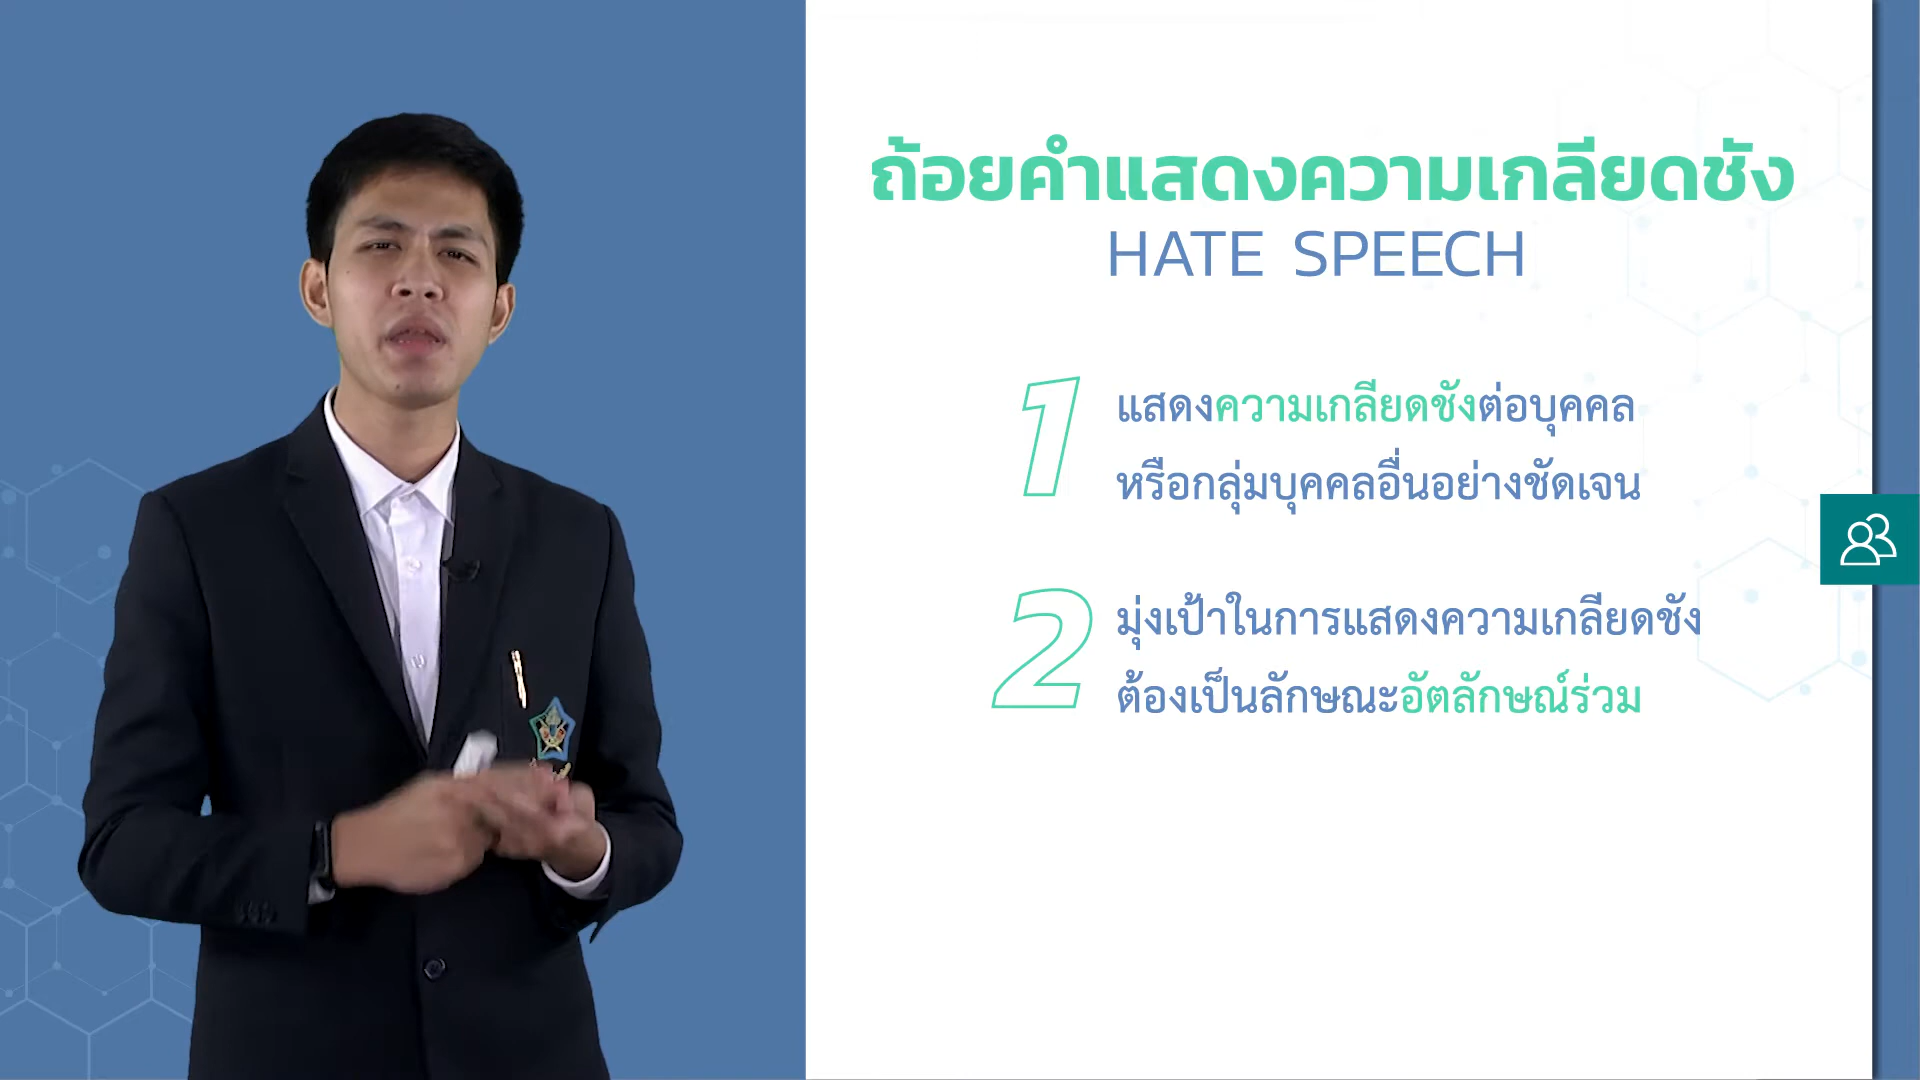 ถ้อยคำแสดงความเกลียดชัง
HATE SPEECH
1 แสดงความเกลียดชังต่อบุคคล
หรือกลุ่มบุคคลอื่นอย่างชัดเจน
2 มุ่งเป้าในการแสดงความเกลียดชัง
ต้องเป็นลักษณะอัตลักษณ์ร่วม